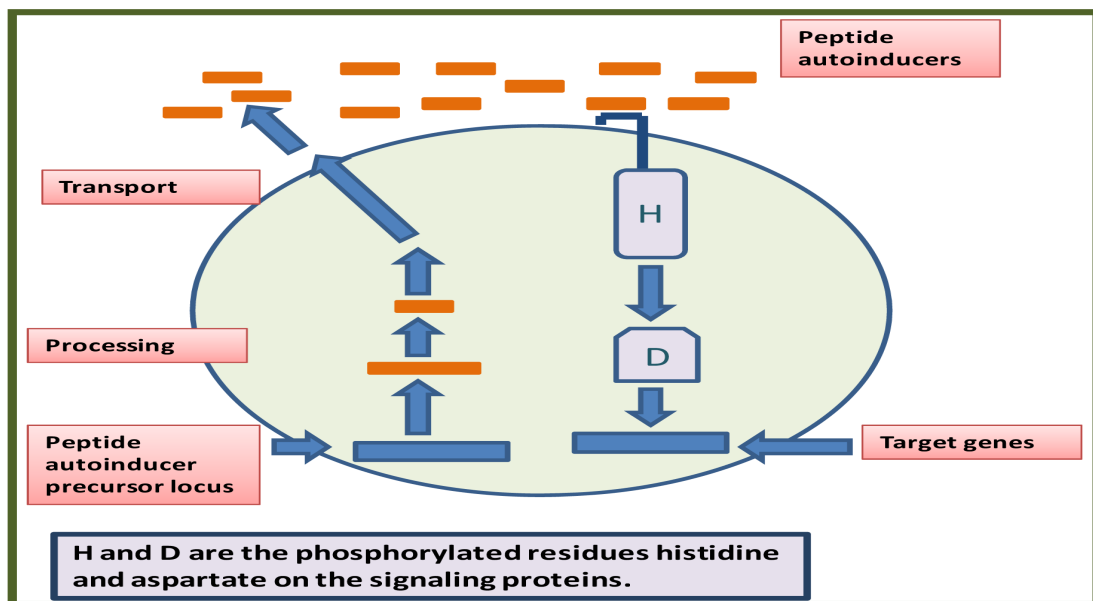 Peptide
autoinducers
Transport
H
Processing
D
Peptide
autoinducer
precursor locus
Target genes
H and D are the phosphorylated residues histidine
and aspartate on the signaling proteins.